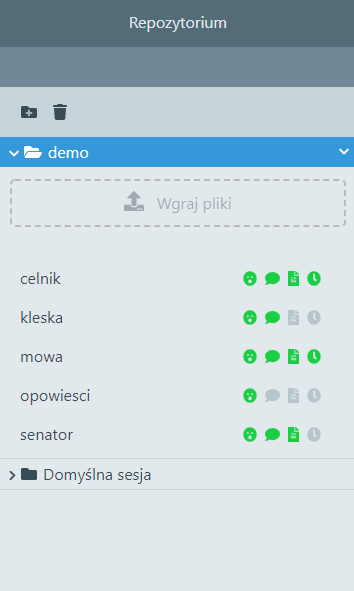 Repozytorium
demo
Wgraj pliki
celnik
kleska
mowa
opowiesci
senator
Domyślna sesja